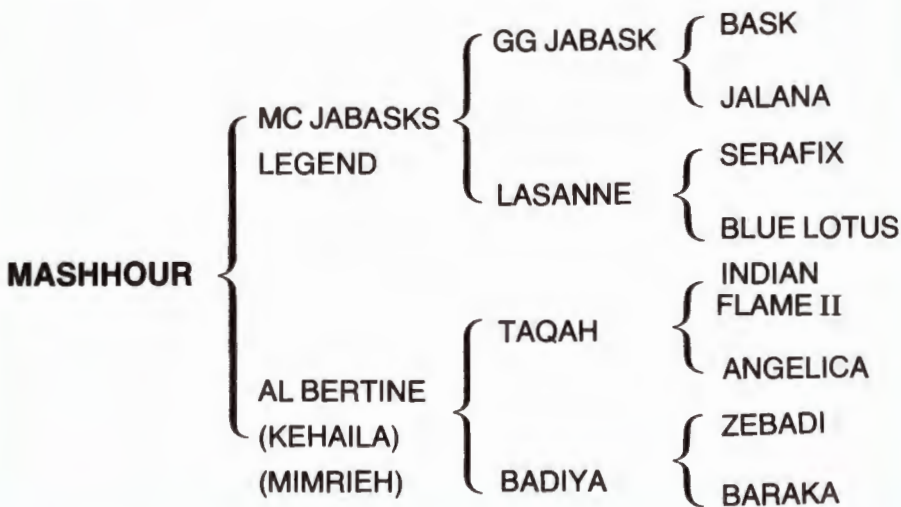 BASK
GG JABASK
JALANA
MC JABASKS
LEGEND
SERAFIX
LASANNE
BLUE LOTUS
MASHHOUR
INDIAN
FLAME II
TAQAH
ANGELICA
AL BERTINE
(KEHAILA)
(MIMRIEH)
ZEBADI
BADIYA
BARAKA